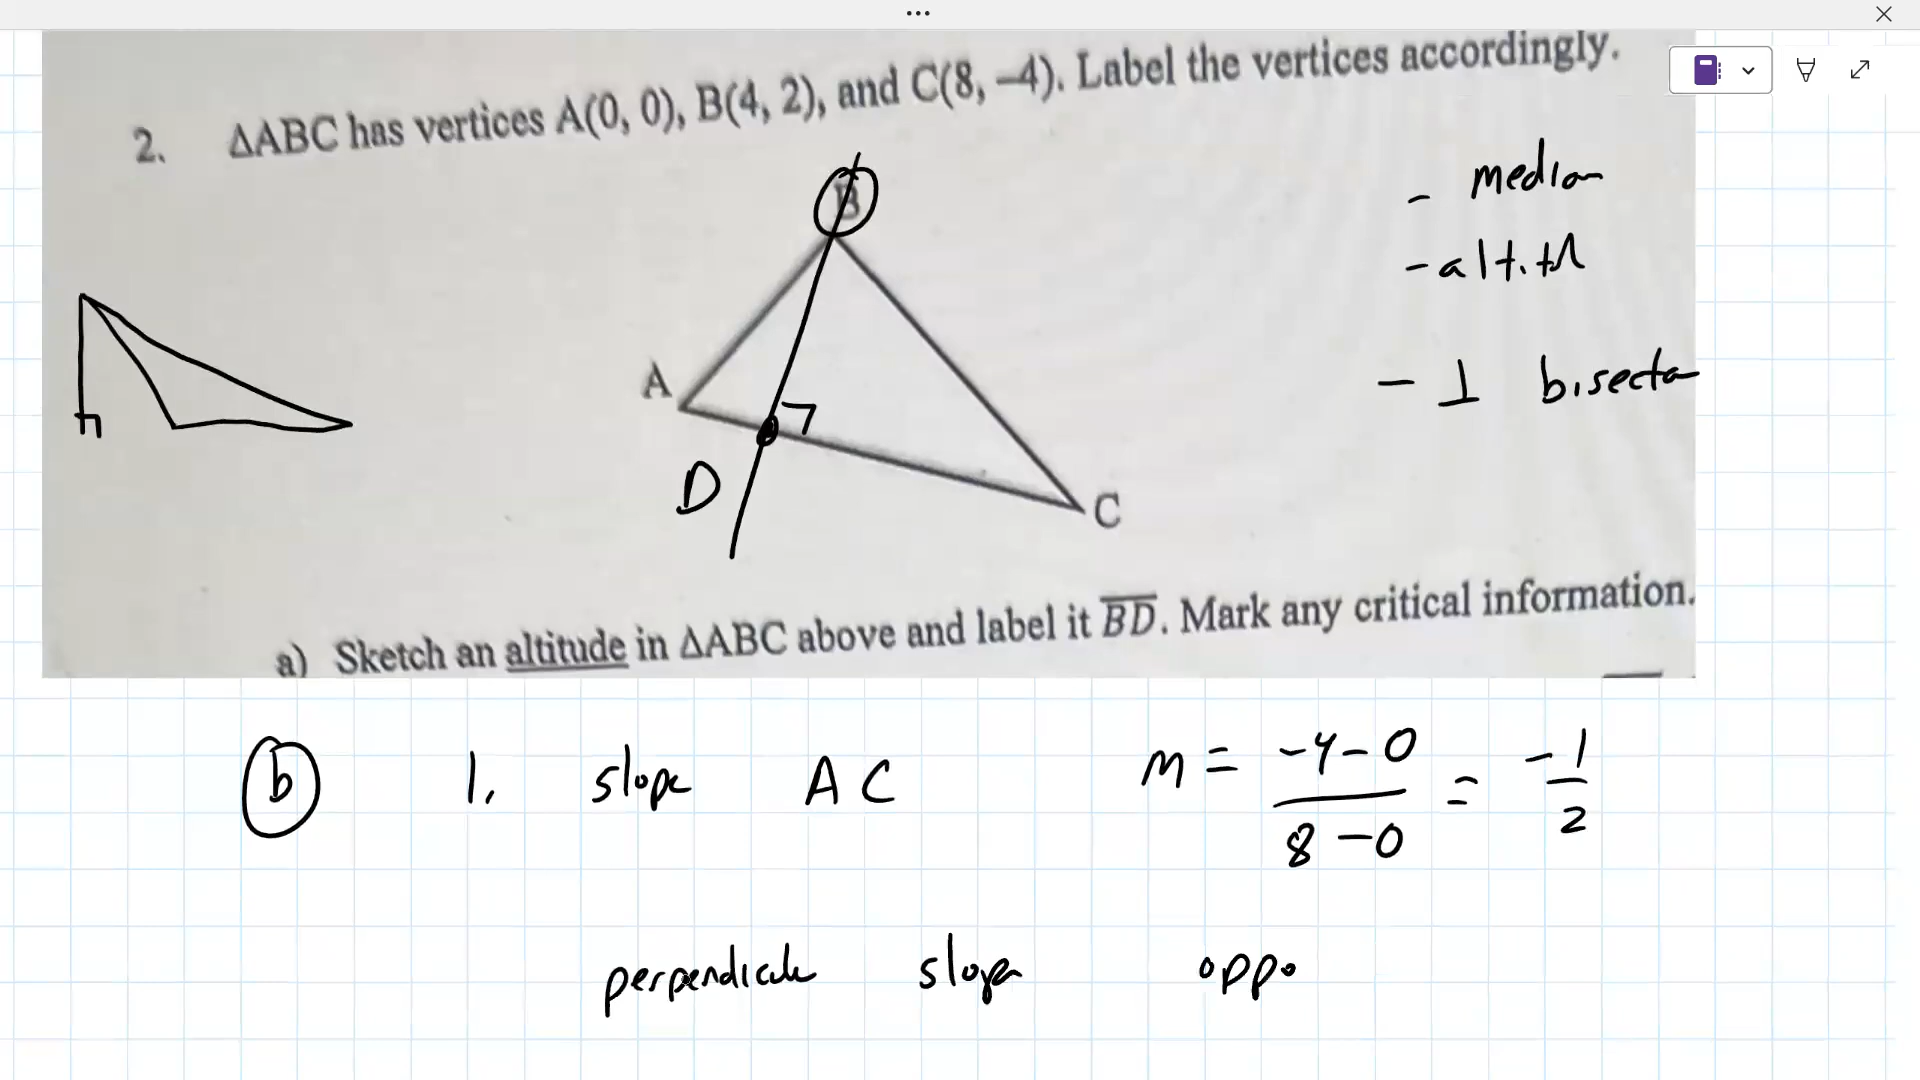 2. ΔABC has vertices A(0, 0), B(4, 2), and C(8, –4). Label the vertices accordingly.
- median
B
- altitd
A
- ⊥ bisector
D
C
a) Sketch an altitude in ΔABC above and label it BD. Mark any critical information.
b 1. slope AC m = -4-0 / 8-0 = -1/2
perpendicular slope oppo